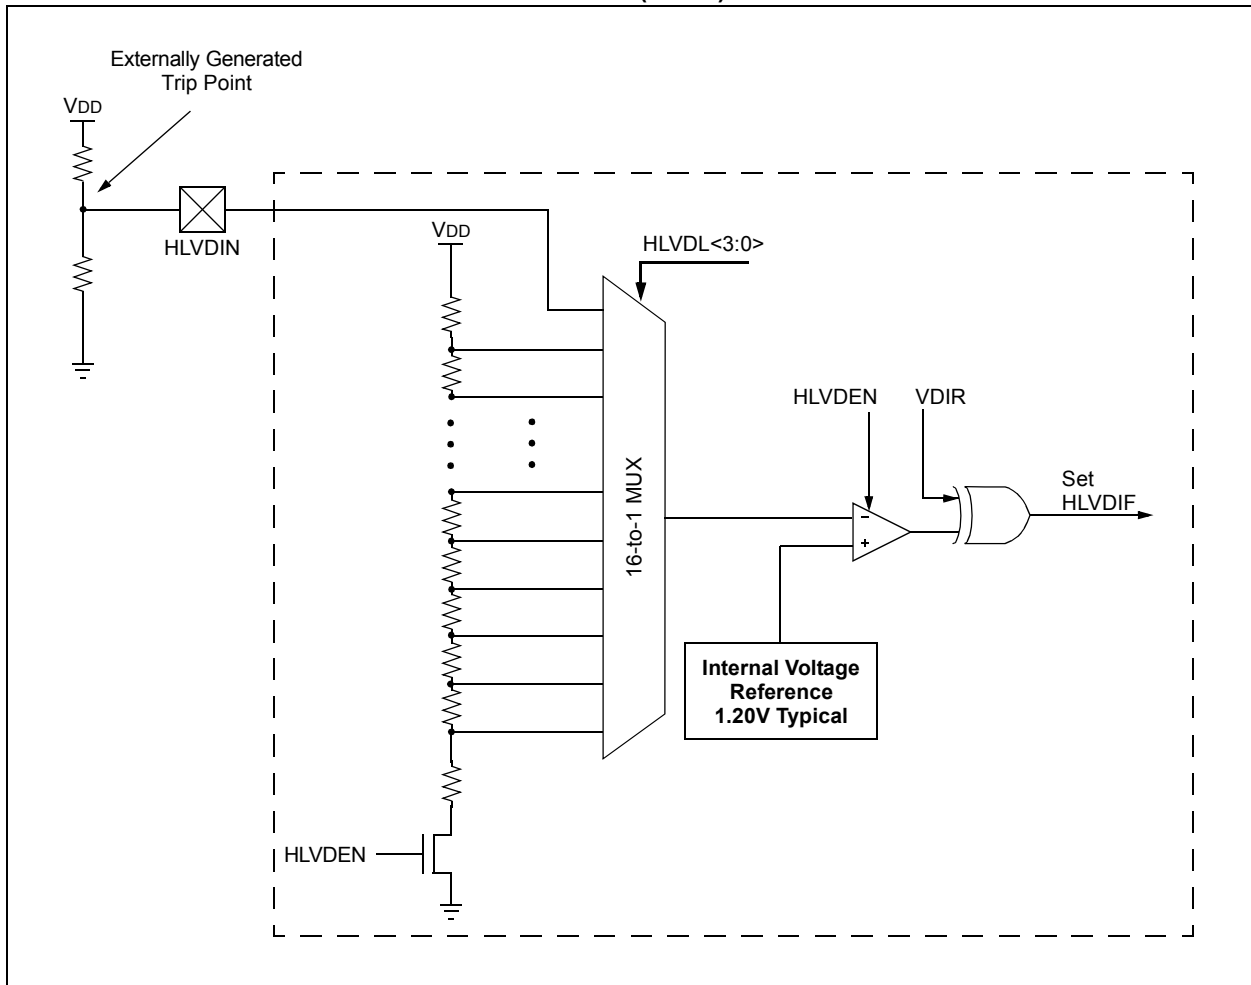 Externally Generated
Trip Point
VDD
HLVDIN
VDD
HLVDL<3:0>
HLVDEN
VDIR
16-to-1 MUX
Set
HLVDIF
−
+
Internal Voltage
Reference
1.20V Typical
HLVDEN